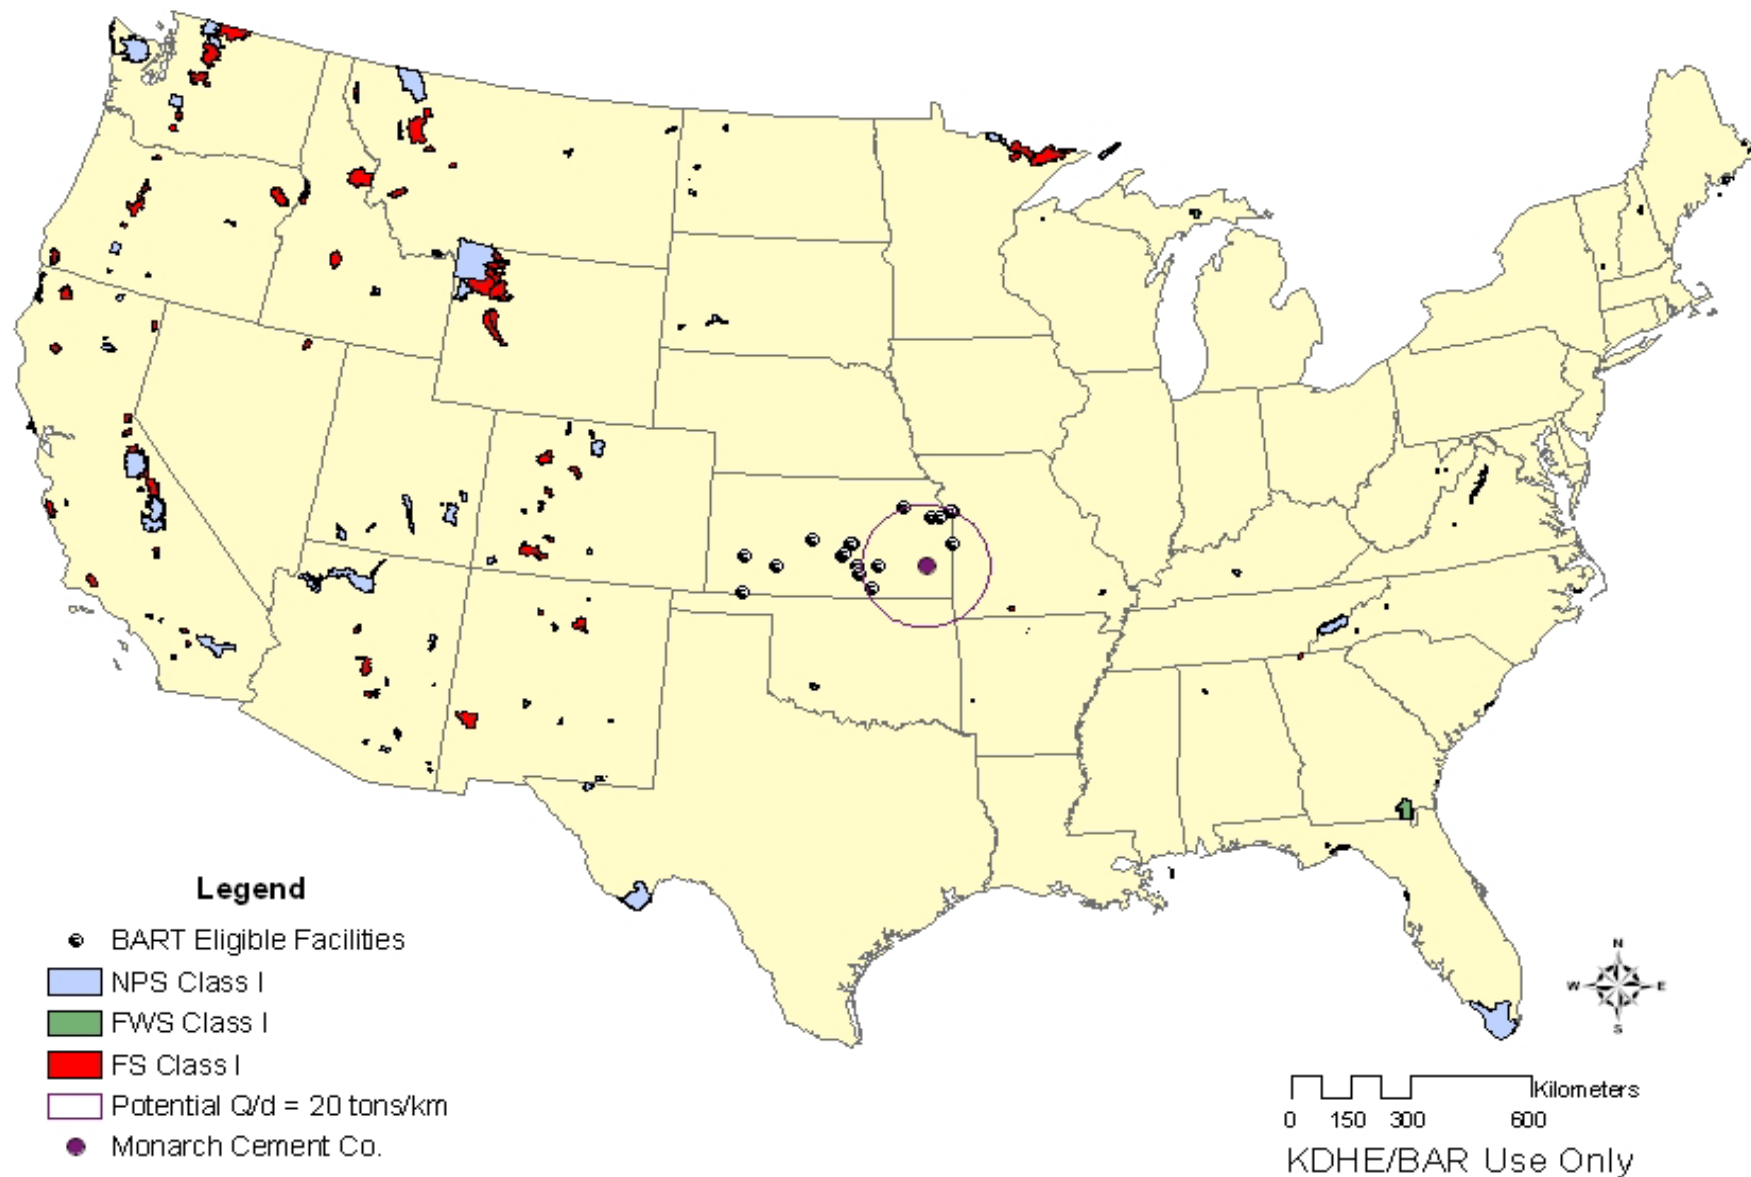 Legend
BART Eligible Facilities
NPS Class I
FWS Class I
FS Class I
Potential Q/d = 20 tons/km
Monarch Cement Co.
N
W E
S
Kilometers
0 150 300 600
KDHE/BAR Use Only